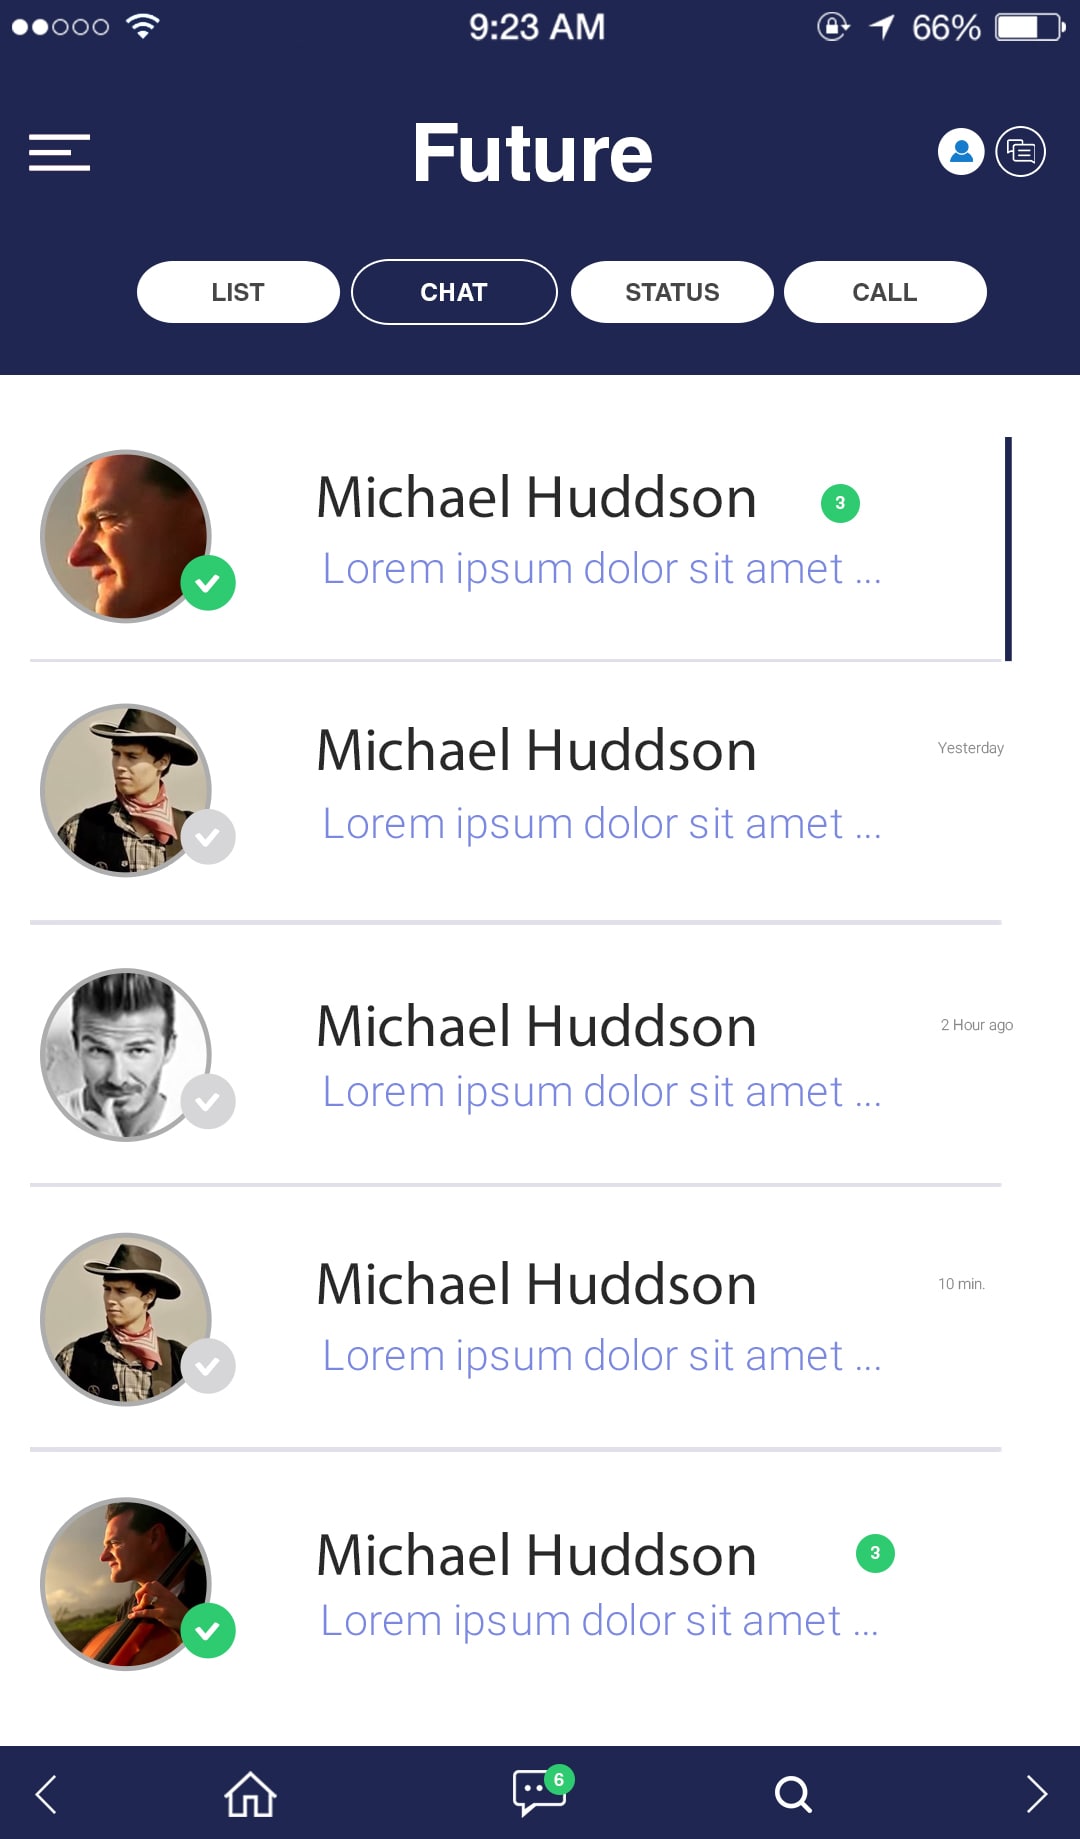 9:23 AM 66%
Future
LIST CHAT STATUS CALL
Michael Huddson 3
Lorem ipsum dolor sit amet ...
Michael Huddson Yesterday
Lorem ipsum dolor sit amet ...
Michael Huddson 2 Hour ago
Lorem ipsum dolor sit amet ...
Michael Huddson 10 min.
Lorem ipsum dolor sit amet ...
Michael Huddson 3
Lorem ipsum dolor sit amet ...
6